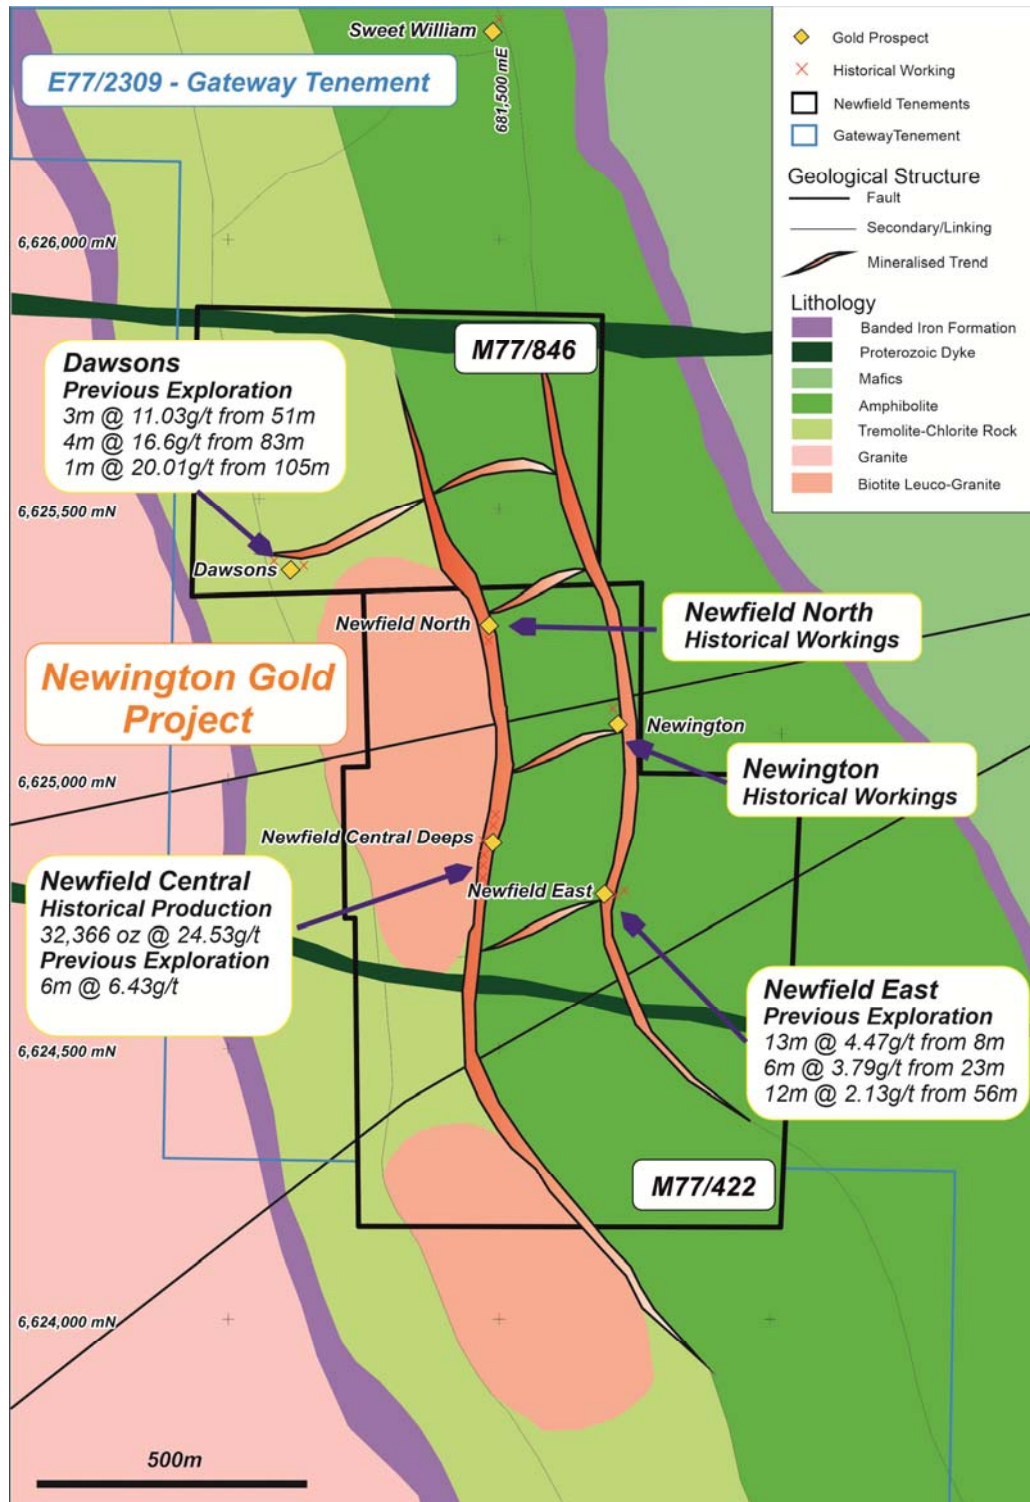 Sweet William
E77/2309 - Gateway Tenement
681,500 mE
Gold Prospect
Historical Working
Newfield Tenements
GatewayTenement
Geological Structure
Fault
Secondary/Linking
Mineralised Trend
Lithology
Banded Iron Formation
Proterozoic Dyke
Mafics
Amphibolite
Tremolite-Chlorite Rock
Granite
Biotite Leuco-Granite
6,626,000 mN
M77/846
Dawsons
Previous Exploration
3m @ 11.03g/t from 51m
4m @ 16.6g/t from 83m
1m @ 20.01g/t from 105m
6,625,500 mN
Dawsons
Newfield North
Newfield North
Historical Workings
Newington Gold
Project
Newington
Newington
Historical Workings
6,625,000 mN
Newfield Central Deeps
Newfield East
Newfield Central
Historical Production
32,366 oz @ 24.53g/t
Previous Exploration
6m @ 6.43g/t
Newfield East
Previous Exploration
13m @ 4.47g/t from 8m
6m @ 3.79g/t from 23m
12m @ 2.13g/t from 56m
6,624,500 mN
M77/422
6,624,000 mN
500m